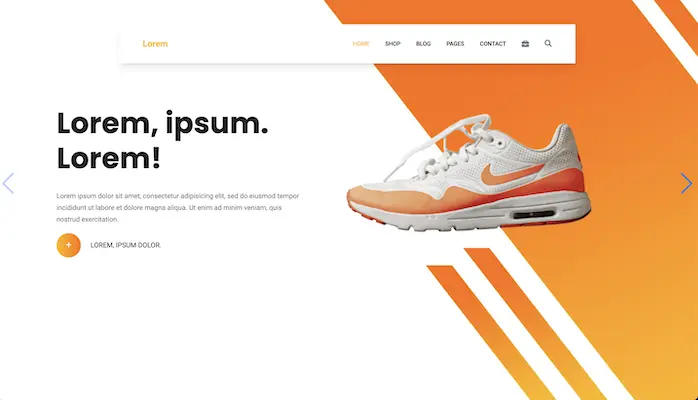 Lorem
HOME SHOP BLOG PAGES CONTACT
Lorem, ipsum.
Lorem!
Lorem ipsum dolor sit amet, consectetur adipisicing elit, sed do eiusmod tempor
incididunt ut labore et dolore magna aliqua. Ut enim ad minim veniam, quis
nostrud exercitation.
+ LOREM, IPSUM DOLOR.